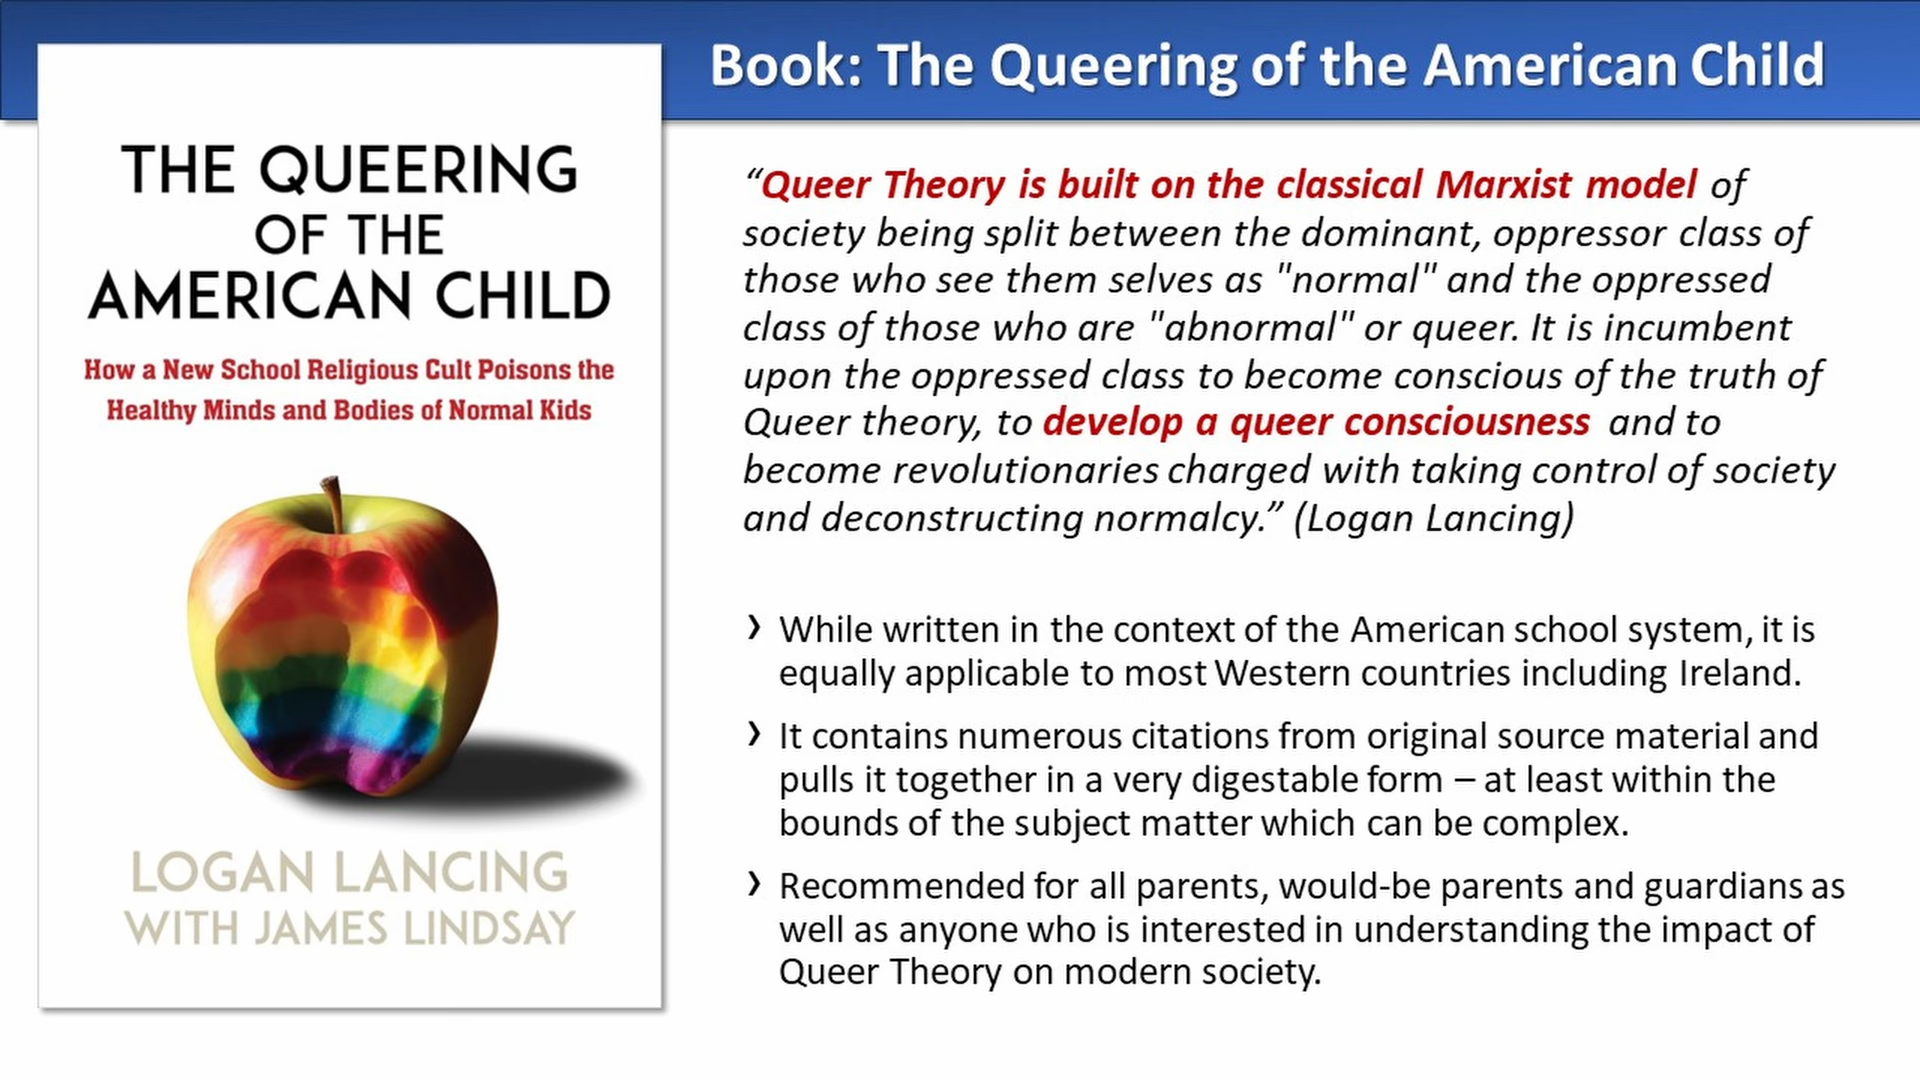 Book: The Queering of the American Child
THE QUEERING
OF THE
AMERICAN CHILD
How a New School Religious Cult Poisons the
Healthy Minds and Bodies of Normal Kids
LOGAN LANCING
WITH JAMES LINDSAY
“Queer Theory is built on the classical Marxist model of
society being split between the dominant, oppressor class of
those who see them selves as "normal" and the oppressed
class of those who are "abnormal" or queer. It is incumbent
upon the oppressed class to become conscious of the truth of
Queer theory, to develop a queer consciousness and to
become revolutionaries charged with taking control of society
and deconstructing normalcy.” (Logan Lancing)
› While written in the context of the American school system, it is
equally applicable to most Western countries including Ireland.
› It contains numerous citations from original source material and
pulls it together in a very digestable form – at least within the
bounds of the subject matter which can be complex.
› Recommended for all parents, would-be parents and guardians as
well as anyone who is interested in understanding the impact of
Queer Theory on modern society.